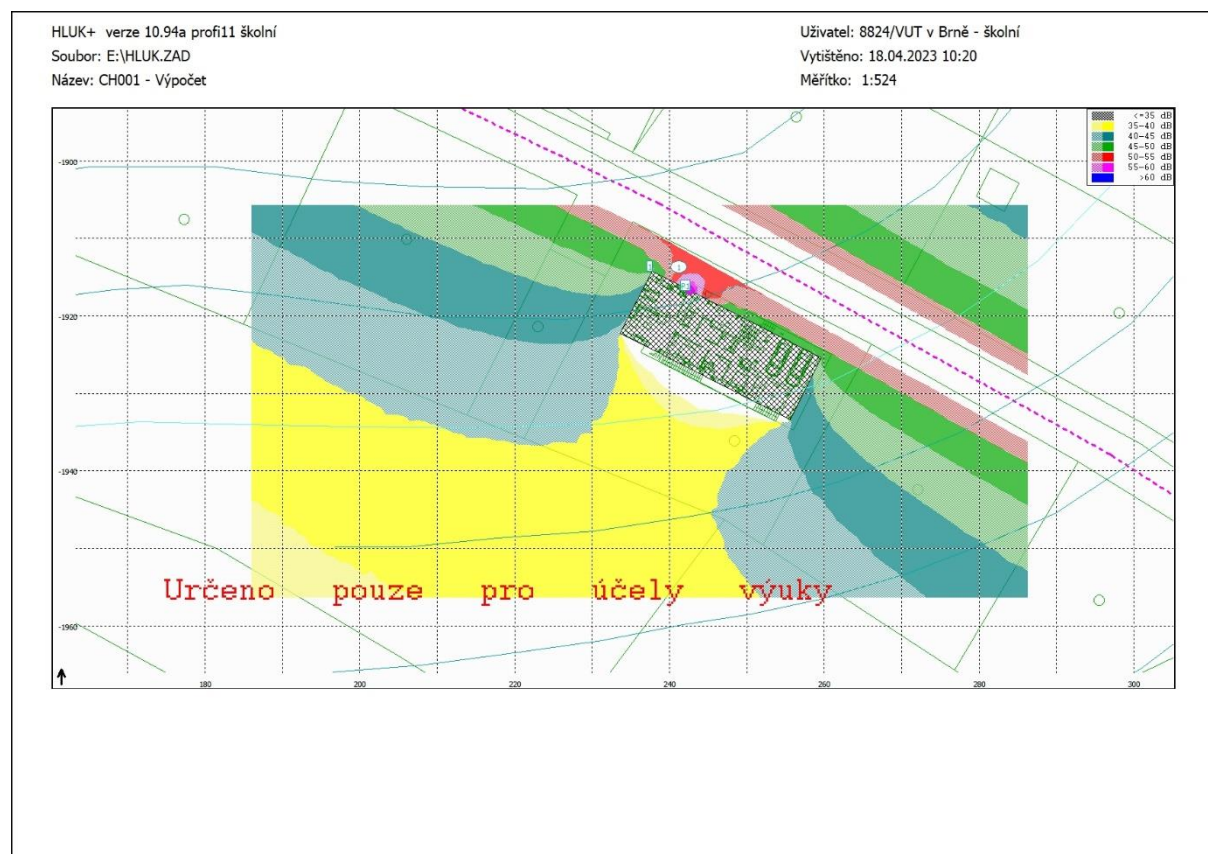 HLUK+ verze 10.94a profi11 školní
Uživatel: 8824/VUT v Brně - školní
Soubor: E:\HLUK.ZAD
Vytištěno: 18.04.2023 10:20
Název: CH001 - Výpočet
Měřítko: 1:524
<=35 dB
35-40 dB
40-45 dB
45-50 dB
50-55 dB
55-60 dB
>60 dB
-1900
-1920
1
-1940
Určeno pouze pro účely výuky
-1960
180 200 220 240 260 280 300